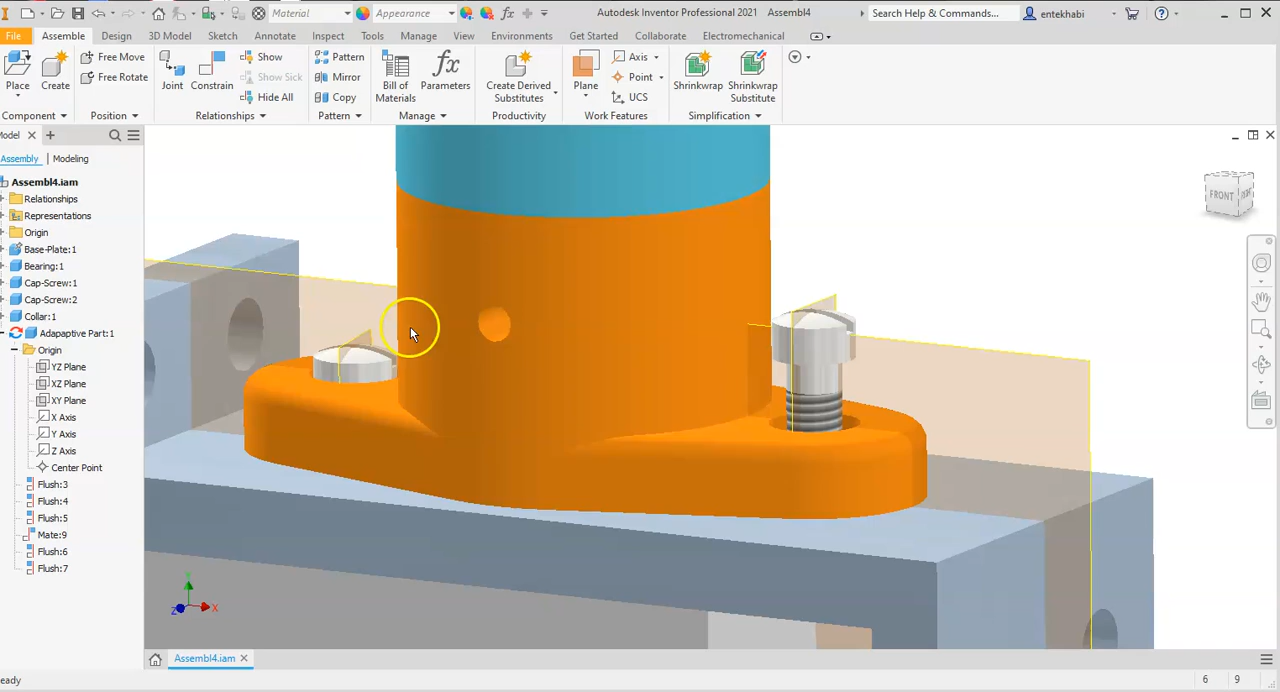 Material
Appearance
fx
Autodesk Inventor Professional 2021
Assembl4
Search Help & Commands...
entekhabi
File
Assemble
Design
3D Model
Sketch
Annotate
Inspect
Tools
Manage
View
Environments
Get Started
Collaborate
Electromechanical
Place
Create
Component
Free Move
Free Rotate
Position
Joint
Constrain
Show
Show Sick
Hide All
Relationships
Pattern
Mirror
Copy
Pattern
Bill of
Materials
fx
Parameters
Manage
Create Derived
Substitutes
Productivity
Plane
Axis
Point
UCS
Work Features
Shrinkwrap
Shrinkwrap
Substitute
Simplification
Model
Assembly
Modeling
Assembl4.iam
Relationships
Representations
Origin
Base-Plate:1
Bearing:1
Cap-Screw:1
Cap-Screw:2
Collar:1
Adapaptive Part:1
Origin
YZ Plane
XZ Plane
XY Plane
X Axis
Y Axis
Z Axis
Center Point
Flush:3
Flush:4
Flush:5
Mate:9
Flush:6
Flush:7
FRONT
Y
Z
X
Assembl4.iam
eady
6
9